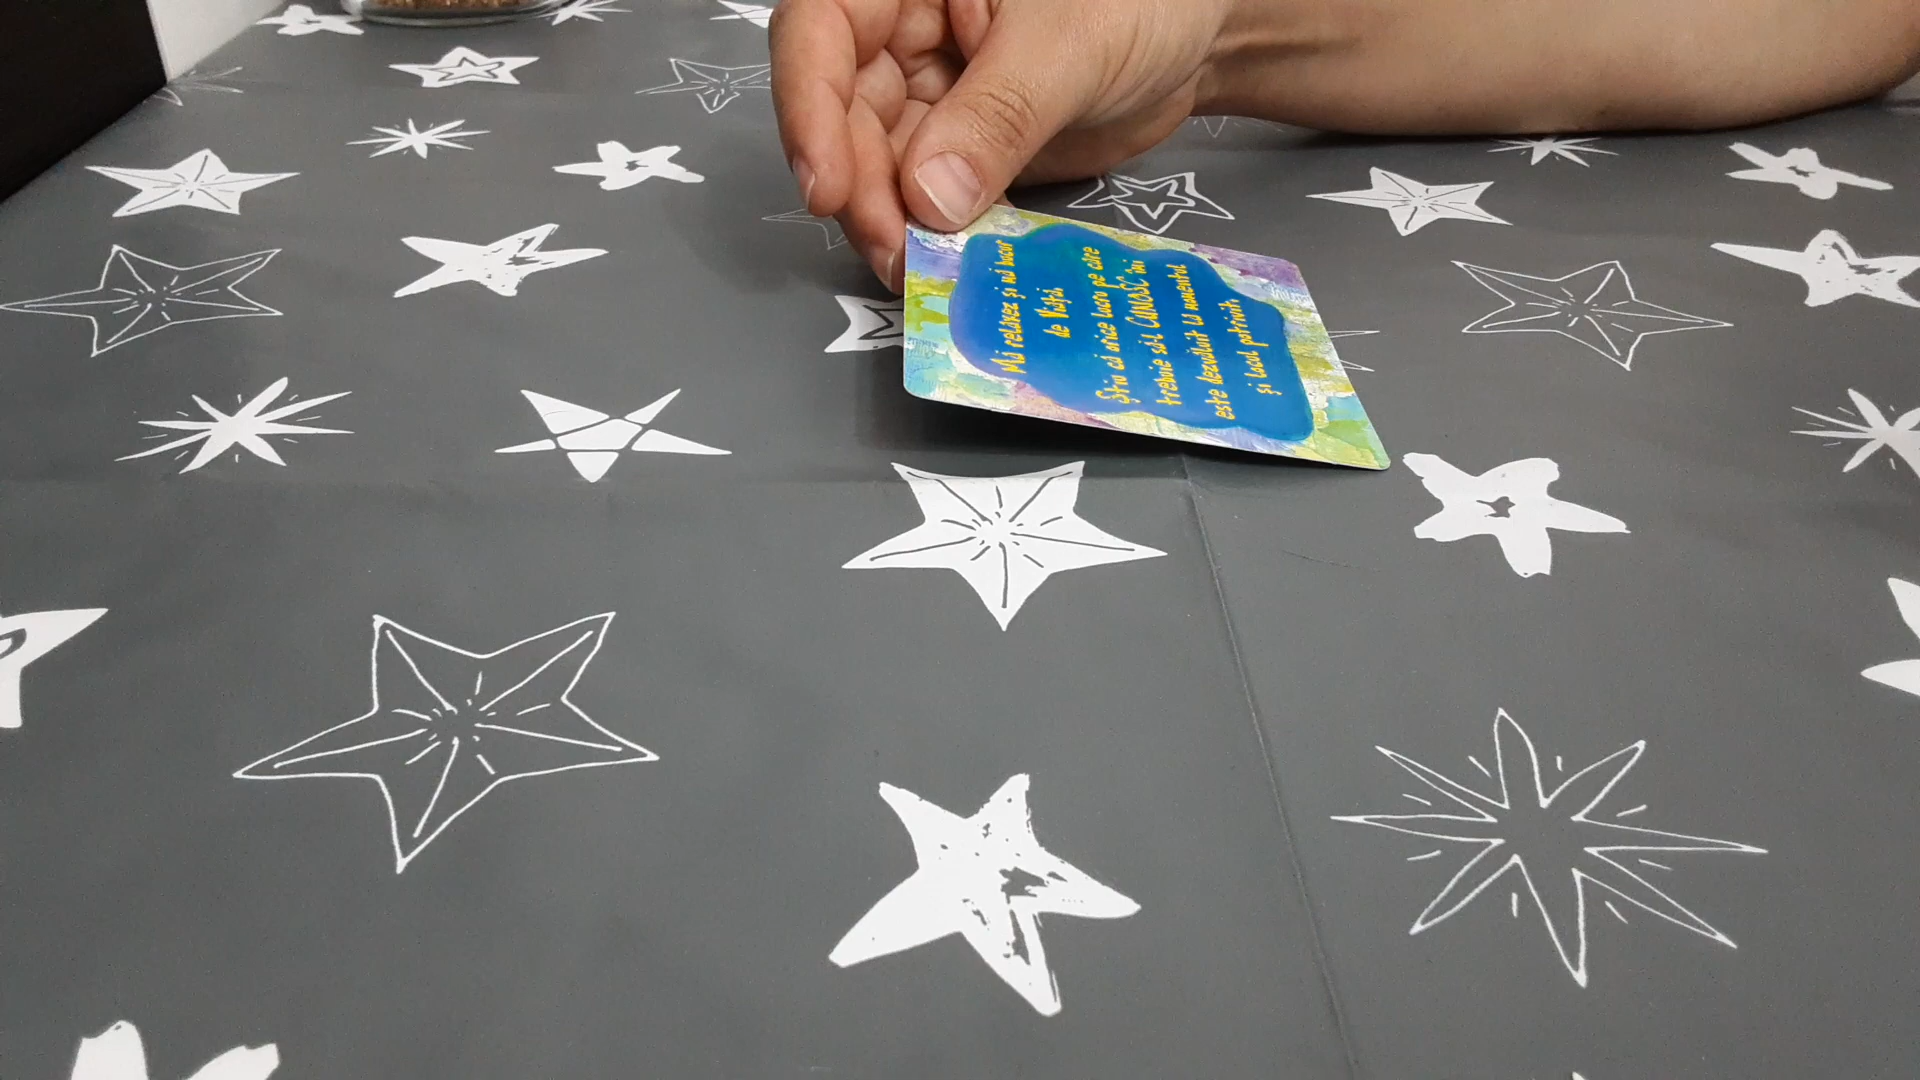 Mă relaxez și mă bucur
de Viață.
Știu că orice lucru pe care
trebuie să-l CUNOSC îmi
este dezvăluit la momentul
și locul potrivit.